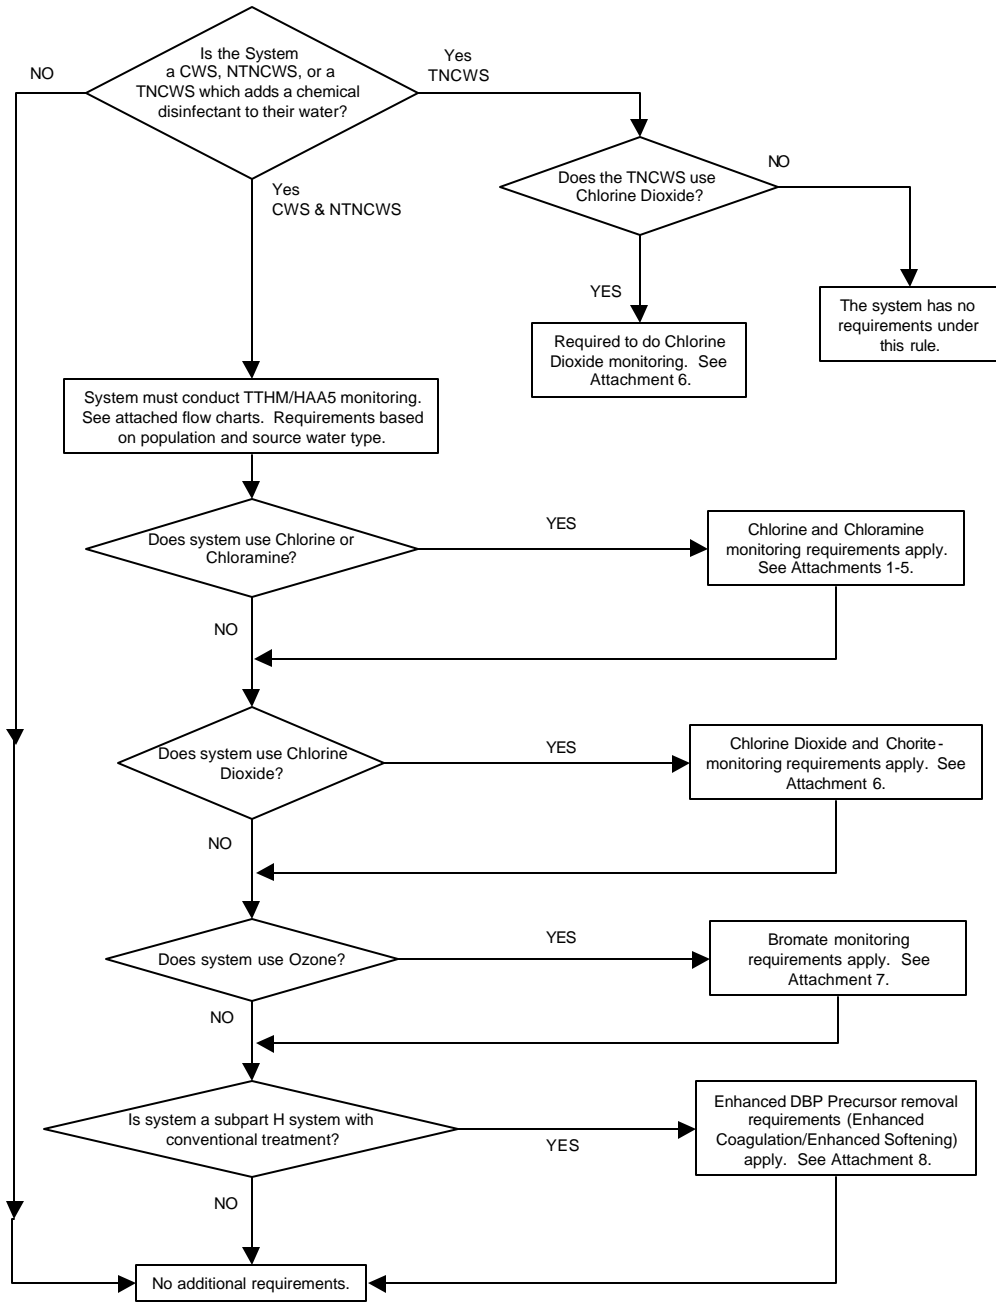 Is the System
a CWS, NTNCWS, or a
TNCWS which adds a chemical
disinfectant to their water?
NO
Yes
TNCWS
Yes
CWS & NTNCWS
Does the TNCWS use
Chlorine Dioxide?
NO
YES
The system has no
requirements under
this rule.
Required to do Chlorine
Dioxide monitoring. See
Attachment 6.
System must conduct TTHM/HAA5 monitoring.
See attached flow charts. Requirements based
on population and source water type.
Does system use Chlorine or
Chloramine?
YES
Chlorine and Chloramine
monitoring requirements apply.
See Attachments 1-5.
NO
Does system use Chlorine
Dioxide?
YES
Chlorine Dioxide and Chorite-
monitoring requirements apply. See
Attachment 6.
NO
Does system use Ozone?
YES
Bromate monitoring
requirements apply. See
Attachment 7.
NO
Is system a subpart H system with
conventional treatment?
YES
Enhanced DBP Precursor removal
requirements (Enhanced
Coagulation/Enhanced Softening)
apply. See Attachment 8.
NO
No additional requirements.